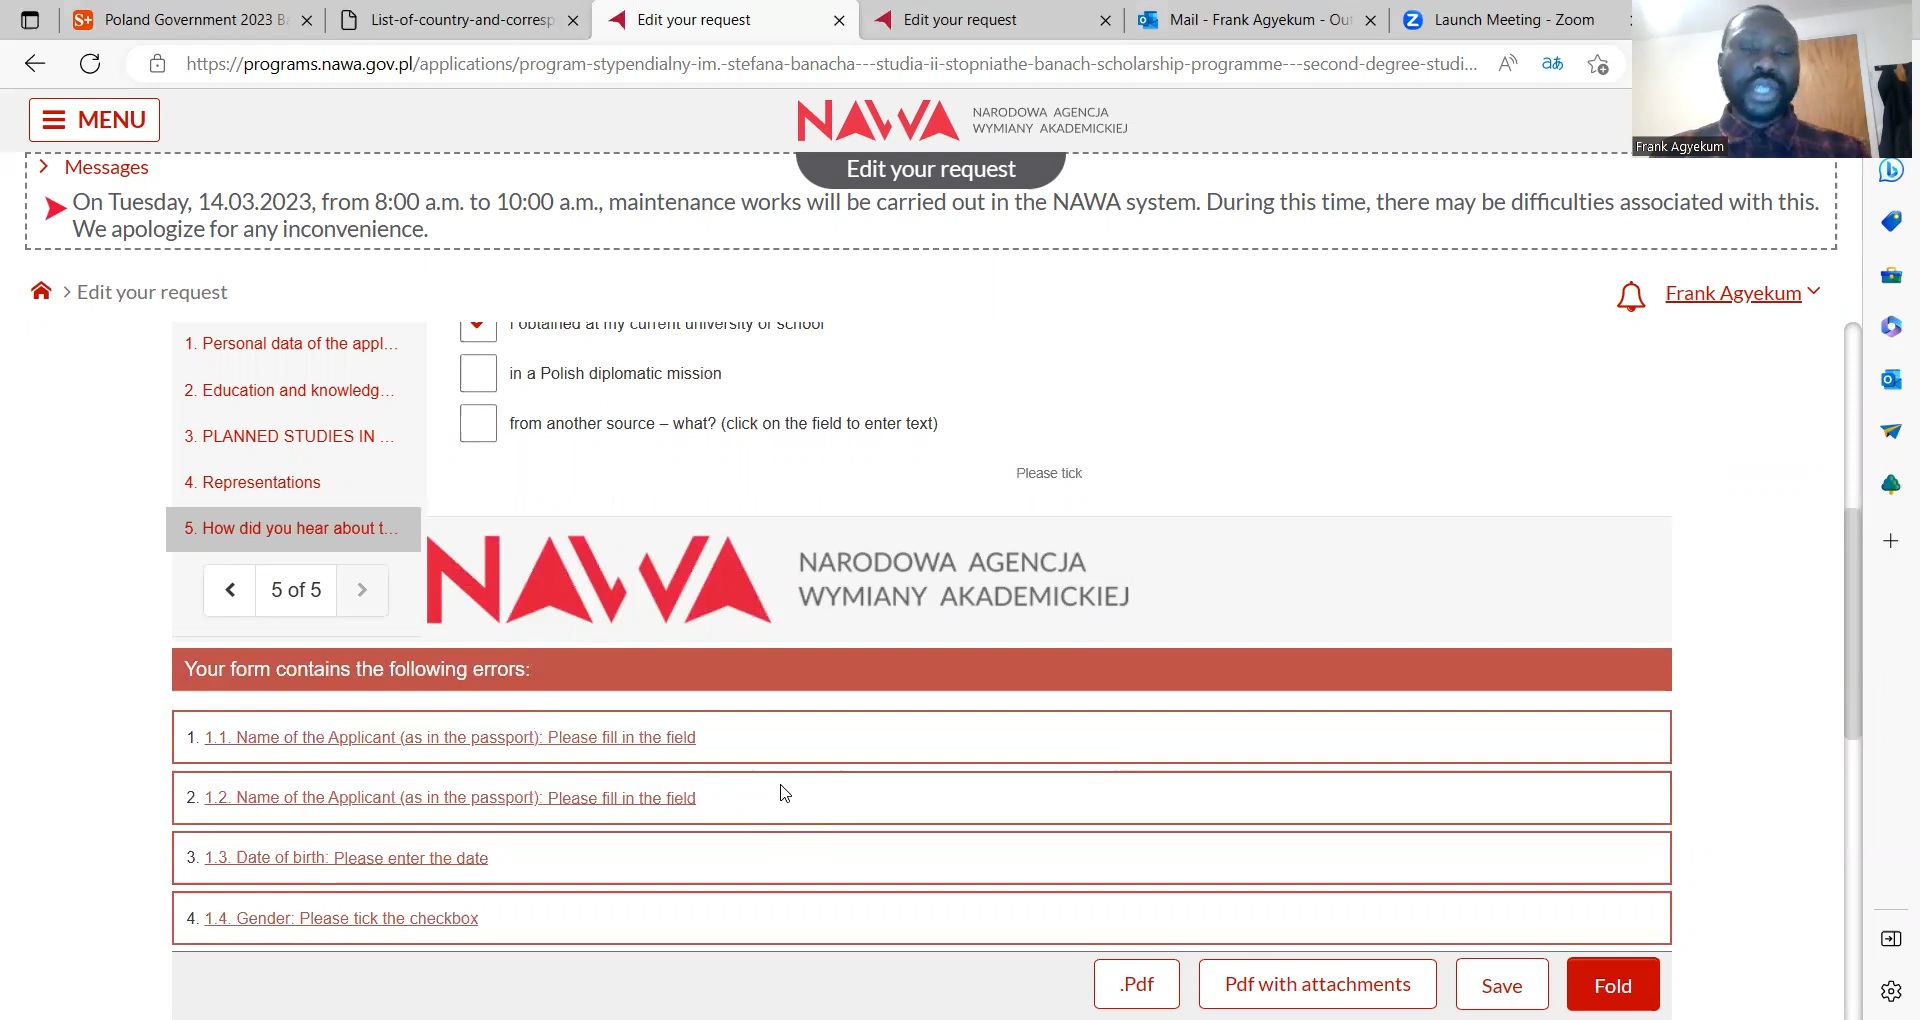 Poland Government 2023 B
List-of-country-and-corresp
Edit your request
Edit your request
Mail - Frank Agyekum - Ou
Launch Meeting - Zoom
https://programs.nawa.gov.pl/applications/program-stypendialny-im.-stefana-banacha---studia-ii-stopniathe-banach-scholarship-programme---second-degree-studi...
Frank Agyekum
MENU
NAWA
NARODOWA AGENCJA
WYMIANY AKADEMICKIEJ
Edit your request
Messages
On Tuesday, 14.03.2023, from 8:00 a.m. to 10:00 a.m., maintenance works will be carried out in the NAWA system. During this time, there may be difficulties associated with this.
We apologize for any inconvenience.
> Edit your request
Frank Agyekum
1. Personal data of the appl...
2. Education and knowledg...
3. PLANNED STUDIES IN ...
4. Representations
5. How did you hear about t...
5 of 5
I obtained at my current university or school
in a Polish diplomatic mission
from another source – what? (click on the field to enter text)
Please tick
NAWA
NARODOWA AGENCJA
WYMIANY AKADEMICKIEJ
Your form contains the following errors:
1. 1.1. Name of the Applicant (as in the passport): Please fill in the field
2. 1.2. Name of the Applicant (as in the passport): Please fill in the field
3. 1.3. Date of birth: Please enter the date
4. 1.4. Gender: Please tick the checkbox
.Pdf
Pdf with attachments
Save
Fold